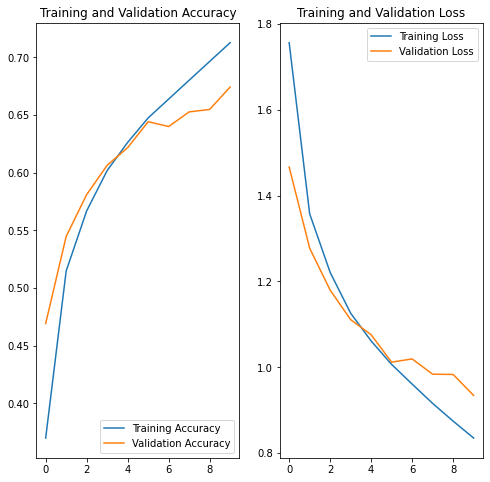 Training and Validation Accuracy
0.70
0.65
0.60
0.55
0.50
0.45
0.40
0 2 4 6 8
Training Accuracy
Validation Accuracy
Training and Validation Loss
1.8
1.6
1.4
1.2
1.0
0.8
0 2 4 6 8
Training Loss
Validation Loss